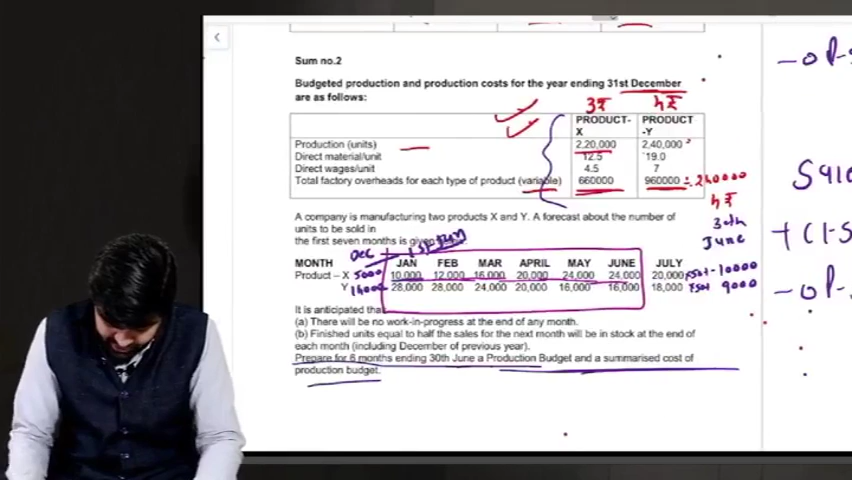 Sum no.2
Budgeted production and production costs for the year ending 31st December
are as follows:
3₹ 4₹
PRODUCT- PRODUCT
X -Y
Production (units) 2,20,000 2,40,000
Direct material/unit 12.5 19.0
Direct wages/unit 4.5 7
Total factory overheads for each type of product (variable) 660000 960000 ÷ 240000
4₹
A company is manufacturing two products X and Y. A forecast about the number of
units to be sold in
the first seven months is given
30th
June
Dec 1st Jan
MONTH JAN FEB MAR APRIL MAY JUNE JULY
Product – X 5000 10,000 12,000 16,000 20,000 24,000 24,000 20,000 x50% -10000
Y 14000 28,000 28,000 24,000 20,000 16,000 16,000 18,000 x50% 9000
It is anticipated that
(a) There will be no work-in-progress at the end of any month.
(b) Finished units equal to half the sales for the next month will be in stock at the end of
each month (including December of previous year).
Prepare for 6 months ending 30th June a Production Budget and a summarised cost of
production budget.